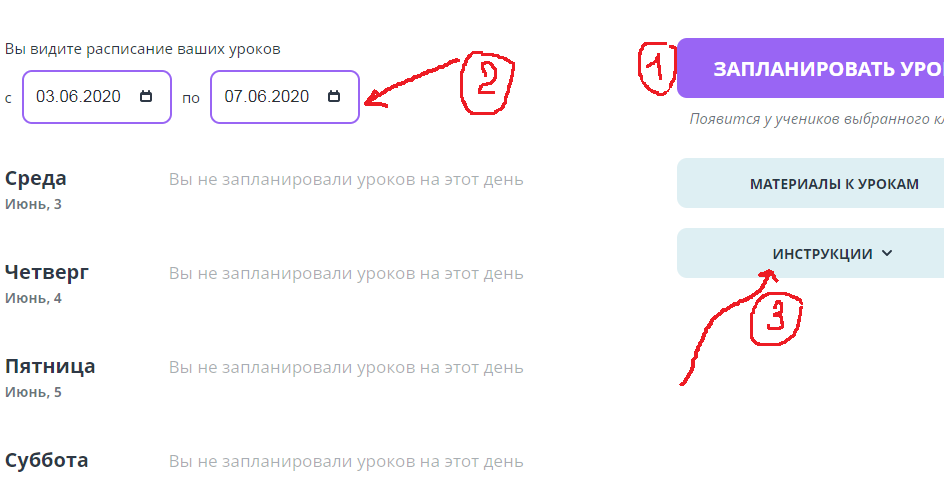 Вы видите расписание ваших уроков
с 03.06.2020 по 07.06.2020
2
Среда
Июнь, 3
Вы не запланировали уроков на этот день
Четверг
Июнь, 4
Вы не запланировали уроков на этот день
Пятница
Июнь, 5
Вы не запланировали уроков на этот день
Суббота
Вы не запланировали уроков на этот день
1
ЗАПЛАНИРОВАТЬ УРО
Появится у учеников выбранного
МАТЕРИАЛЫ К УРОКАМ
ИНСТРУКЦИИ
3